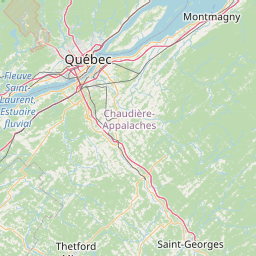 Montmagny
Québec
Fleuve
Saint-
Laurent,
Estuaire
fluvial
Chaudière-
Appalaches
Saint-Georges
Thetford